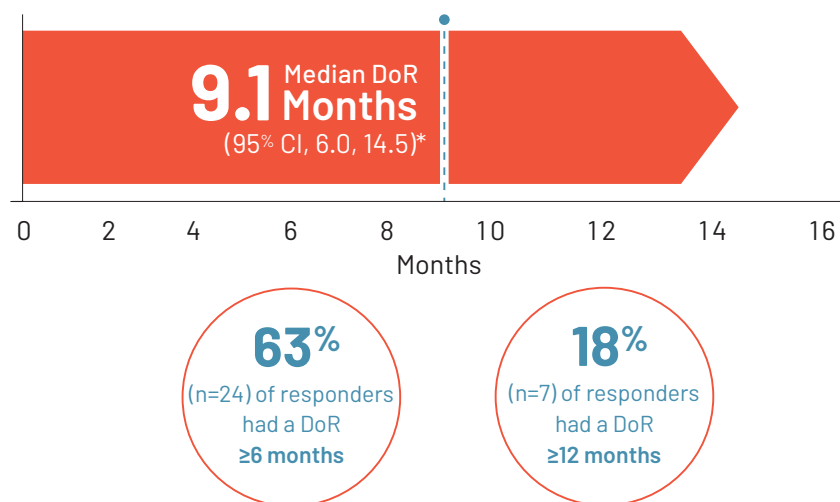 9.1 Median DoR
Months
(95% CI, 6.0, 14.5)*
0 2 4 6 8 10 12 14 16
Months
63%
(n=24) of responders
had a DoR
≥6 months
18%
(n=7) of responders
had a DoR
≥12 months